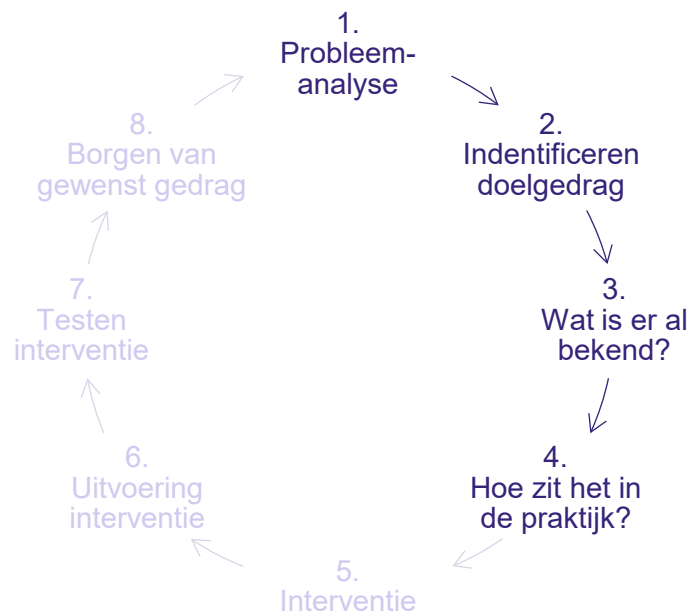 1.
Probleem-
analyse
2.
Indentificeren
doelgedrag
3.
Wat is er al
bekend?
4.
Hoe zit het in
de praktijk?
5.
Interventie
6.
Uitvoering
interventie
7.
Testen
interventie
8.
Borgen van
gewenst gedrag